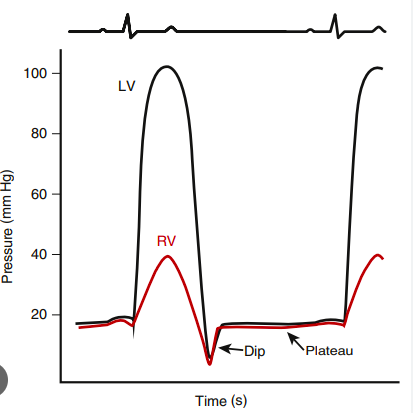 100
LV
80
60
RV
40
20
Dip
Plateau
Pressure (mm Hg)
Time (s)